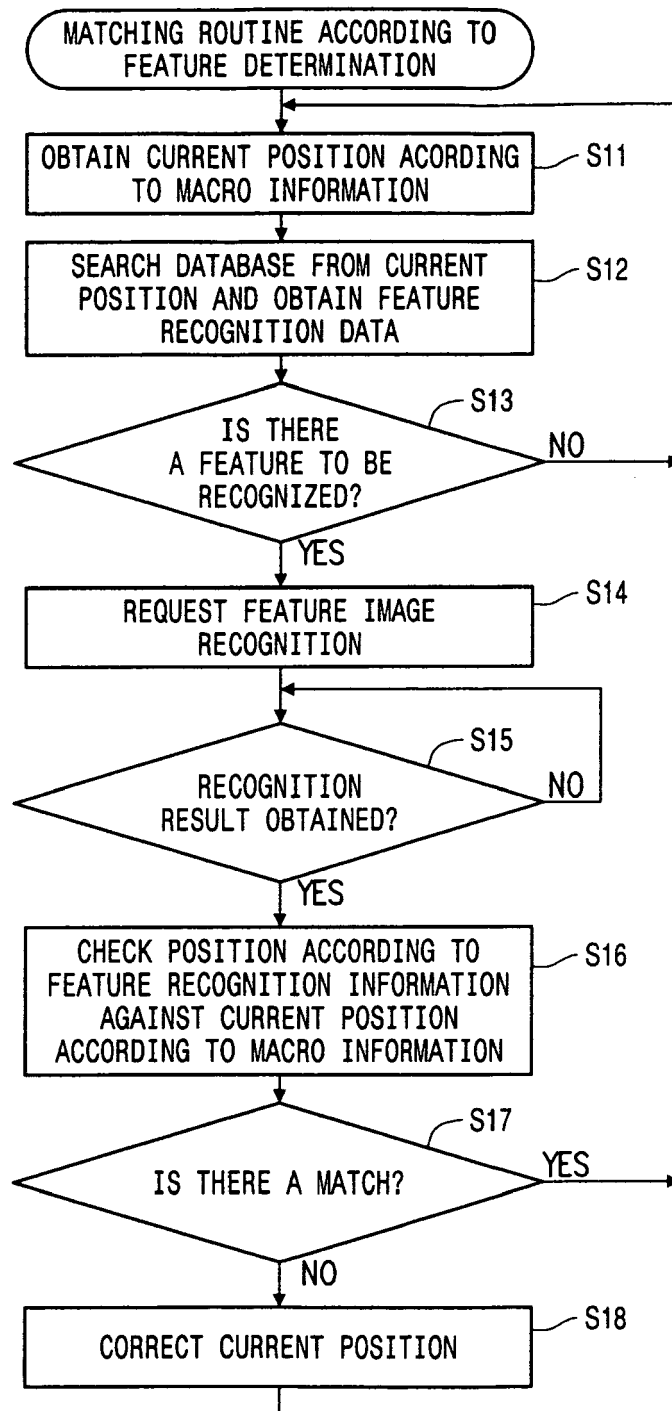 MATCHING ROUTINE ACCORDING TO
FEATURE DETERMINATION
OBTAIN CURRENT POSITION ACORDING
TO MACRO INFORMATION
S11
SEARCH DATABASE FROM CURRENT
POSITION AND OBTAIN FEATURE
RECOGNITION DATA
S12
S13
IS THERE
A FEATURE TO BE
RECOGNIZED?
NO
YES
REQUEST FEATURE IMAGE
RECOGNITION
S14
S15
RECOGNITION
RESULT OBTAINED?
NO
YES
CHECK POSITION ACCORDING TO
FEATURE RECOGNITION INFORMATION
AGAINST CURRENT POSITION
ACCORDING TO MACRO INFORMATION
S16
S17
IS THERE A MATCH?
YES
NO
CORRECT CURRENT POSITION
S18